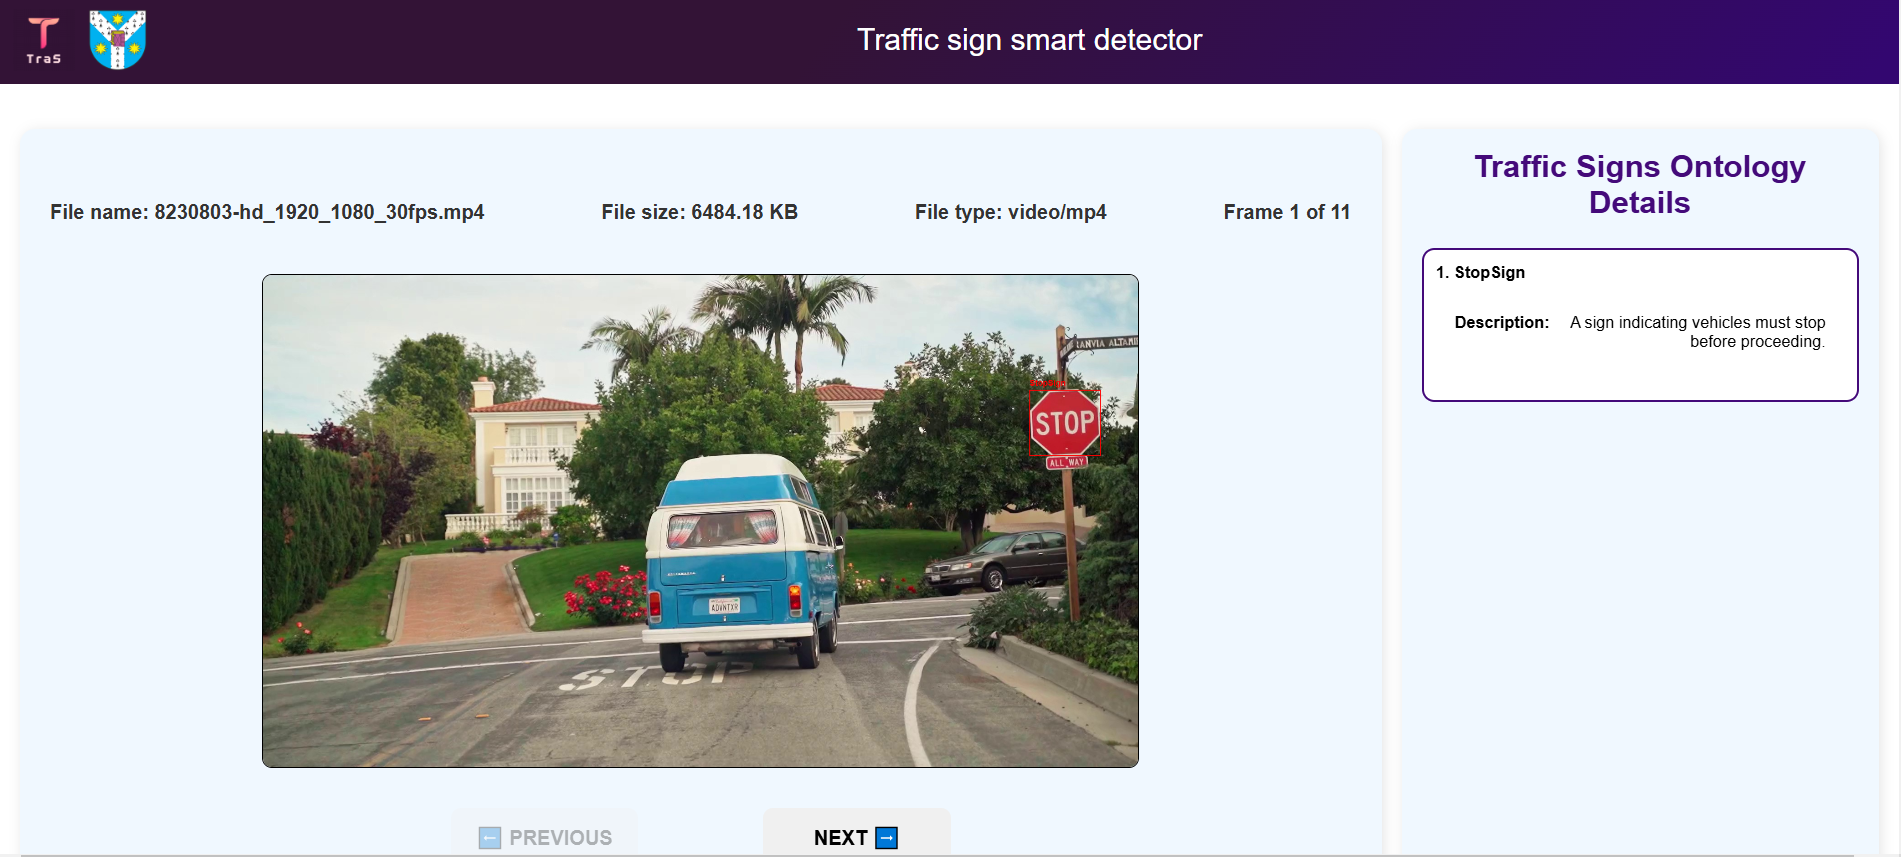 TraS
Traffic sign smart detector
File name: 8230803-hd_1920_1080_30fps.mp4
File size: 6484.18 KB
File type: video/mp4
Frame 1 of 11
RANVIA ALTAMI
STOP
ALL WAY
ADVNTXR
STOP
PREVIOUS
NEXT
Traffic Signs Ontology
Details
1. StopSign
Description: A sign indicating vehicles must stop
before proceeding.